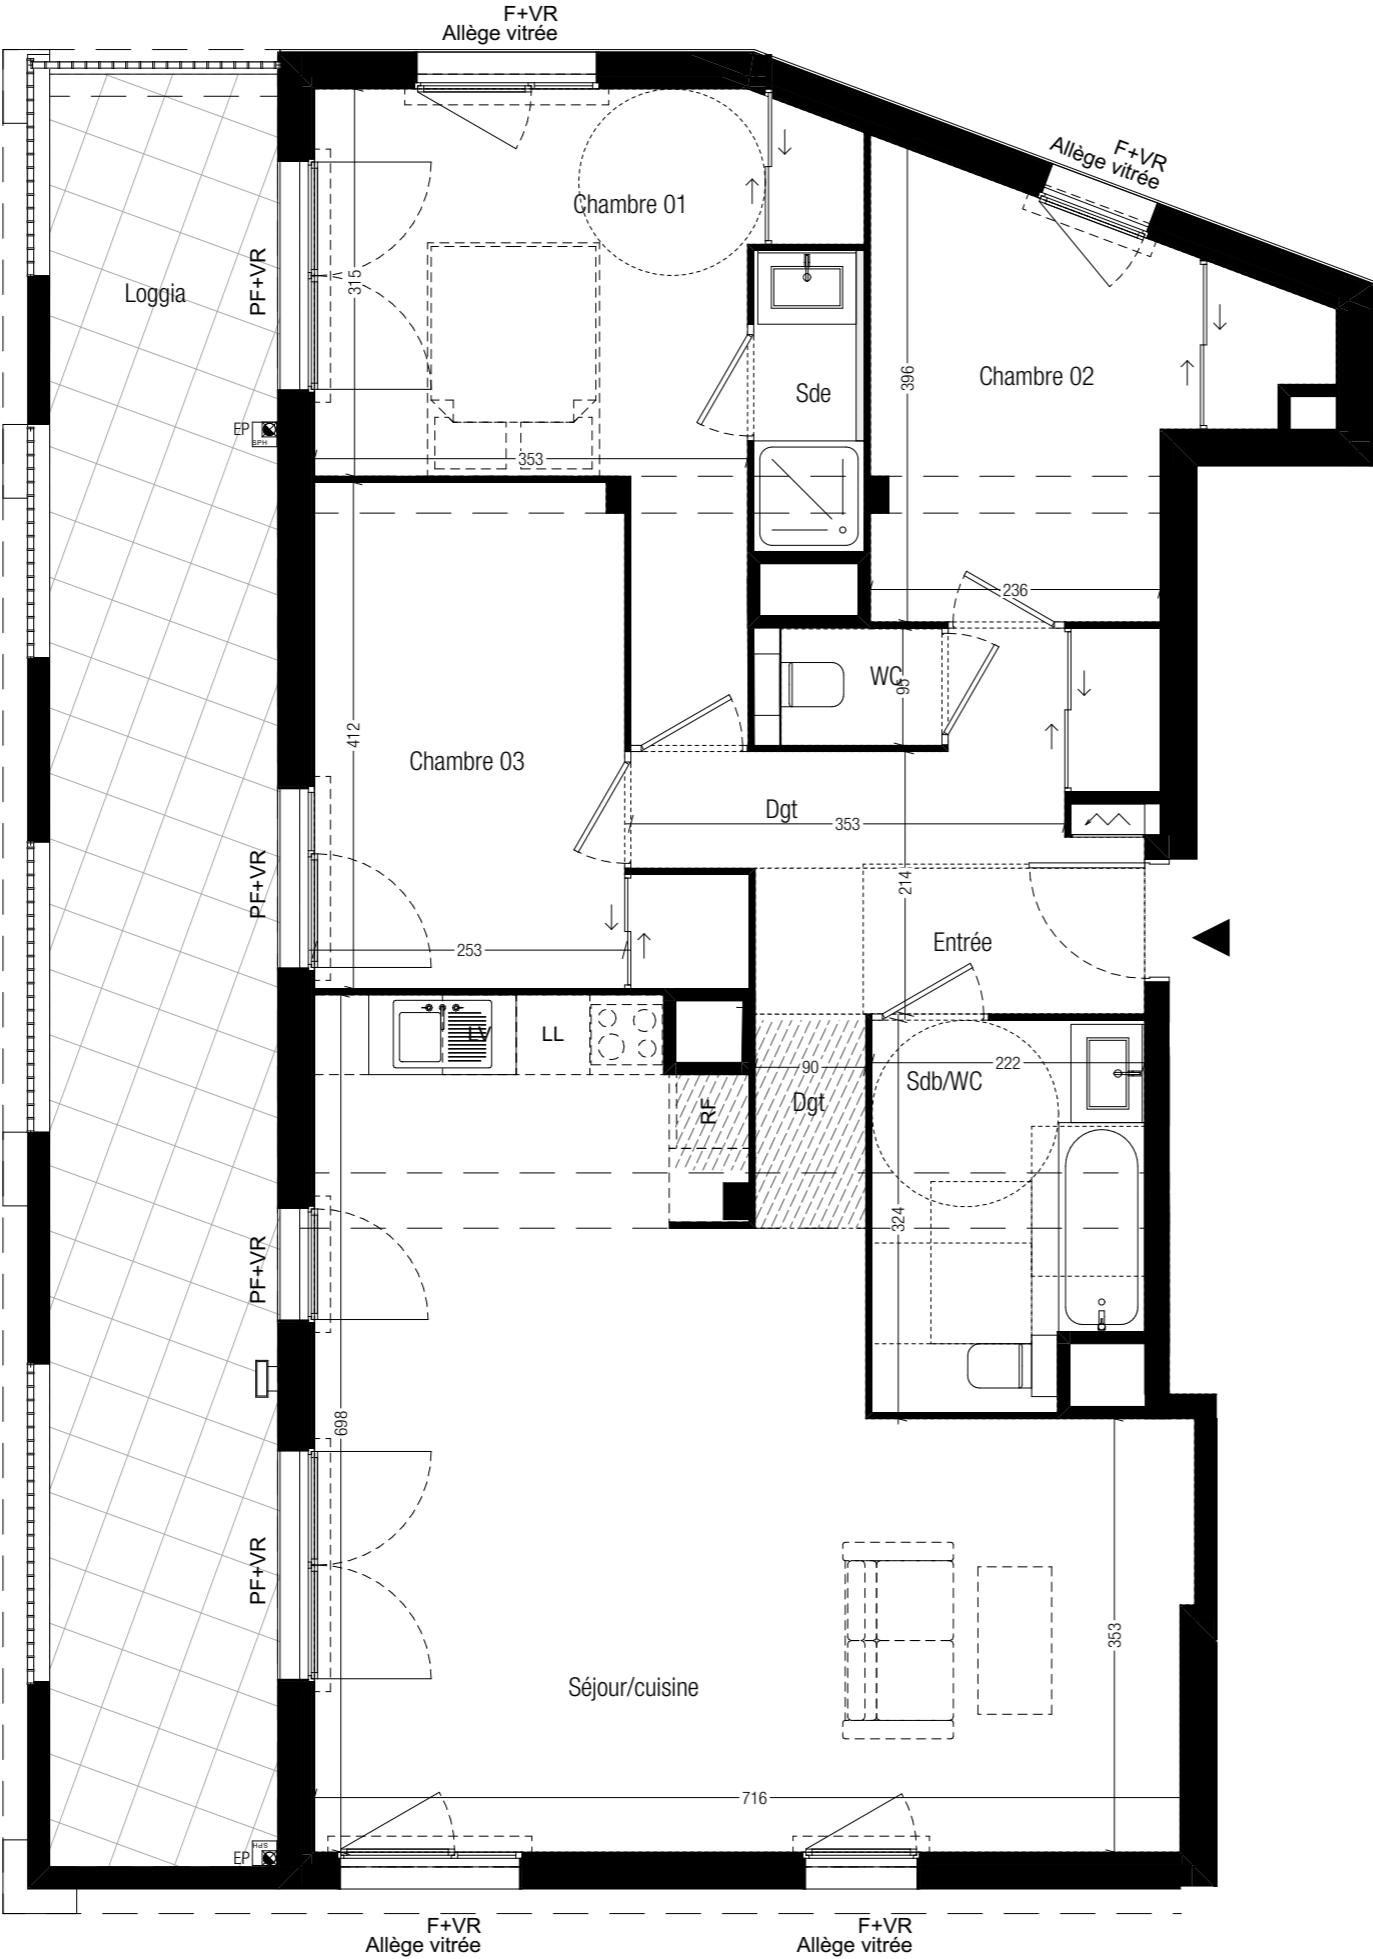 F+VR
Allège vitrée
F+VR
Allège vitrée
Chambre 01
PF+VR
Loggia
315
396
Chambre 02
Sde
EP
SPH
353
236
WC
95
412
Chambre 03
Dgt
353
PF+VR
214
Entrée
253
LV
LL
90
222
Sdb/WC
RF
Dgt
324
PF+VR
698
PF+VR
353
Séjour/cuisine
716
SPH
EP
F+VR
Allège vitrée
F+VR
Allège vitrée